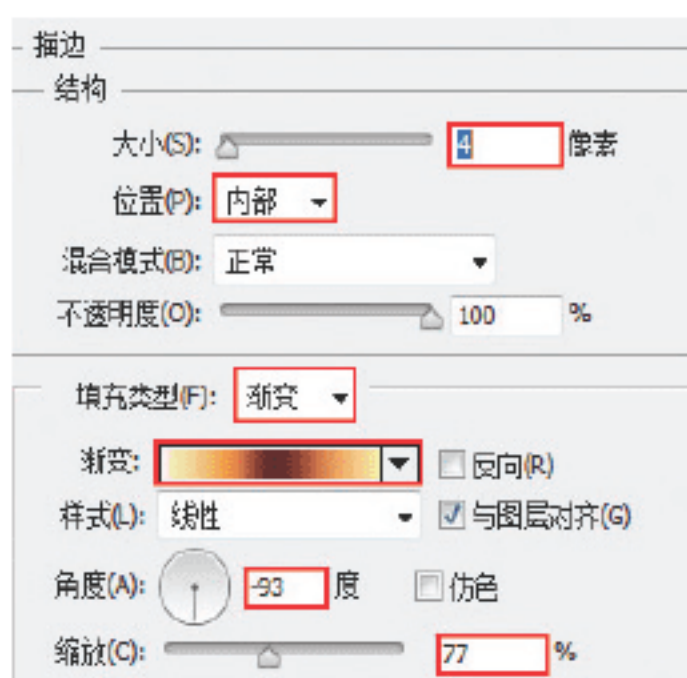 描边
结构
大小(S): 4 像素
位置(P): 内部
混合模式(B): 正常
不透明度(O): 100 %
填充类型(F): 渐变
渐变: 反向(R)
样式(L): 线性 与图层对齐(G)
角度(A): -93 度 仿色
缩放(C): 77 %